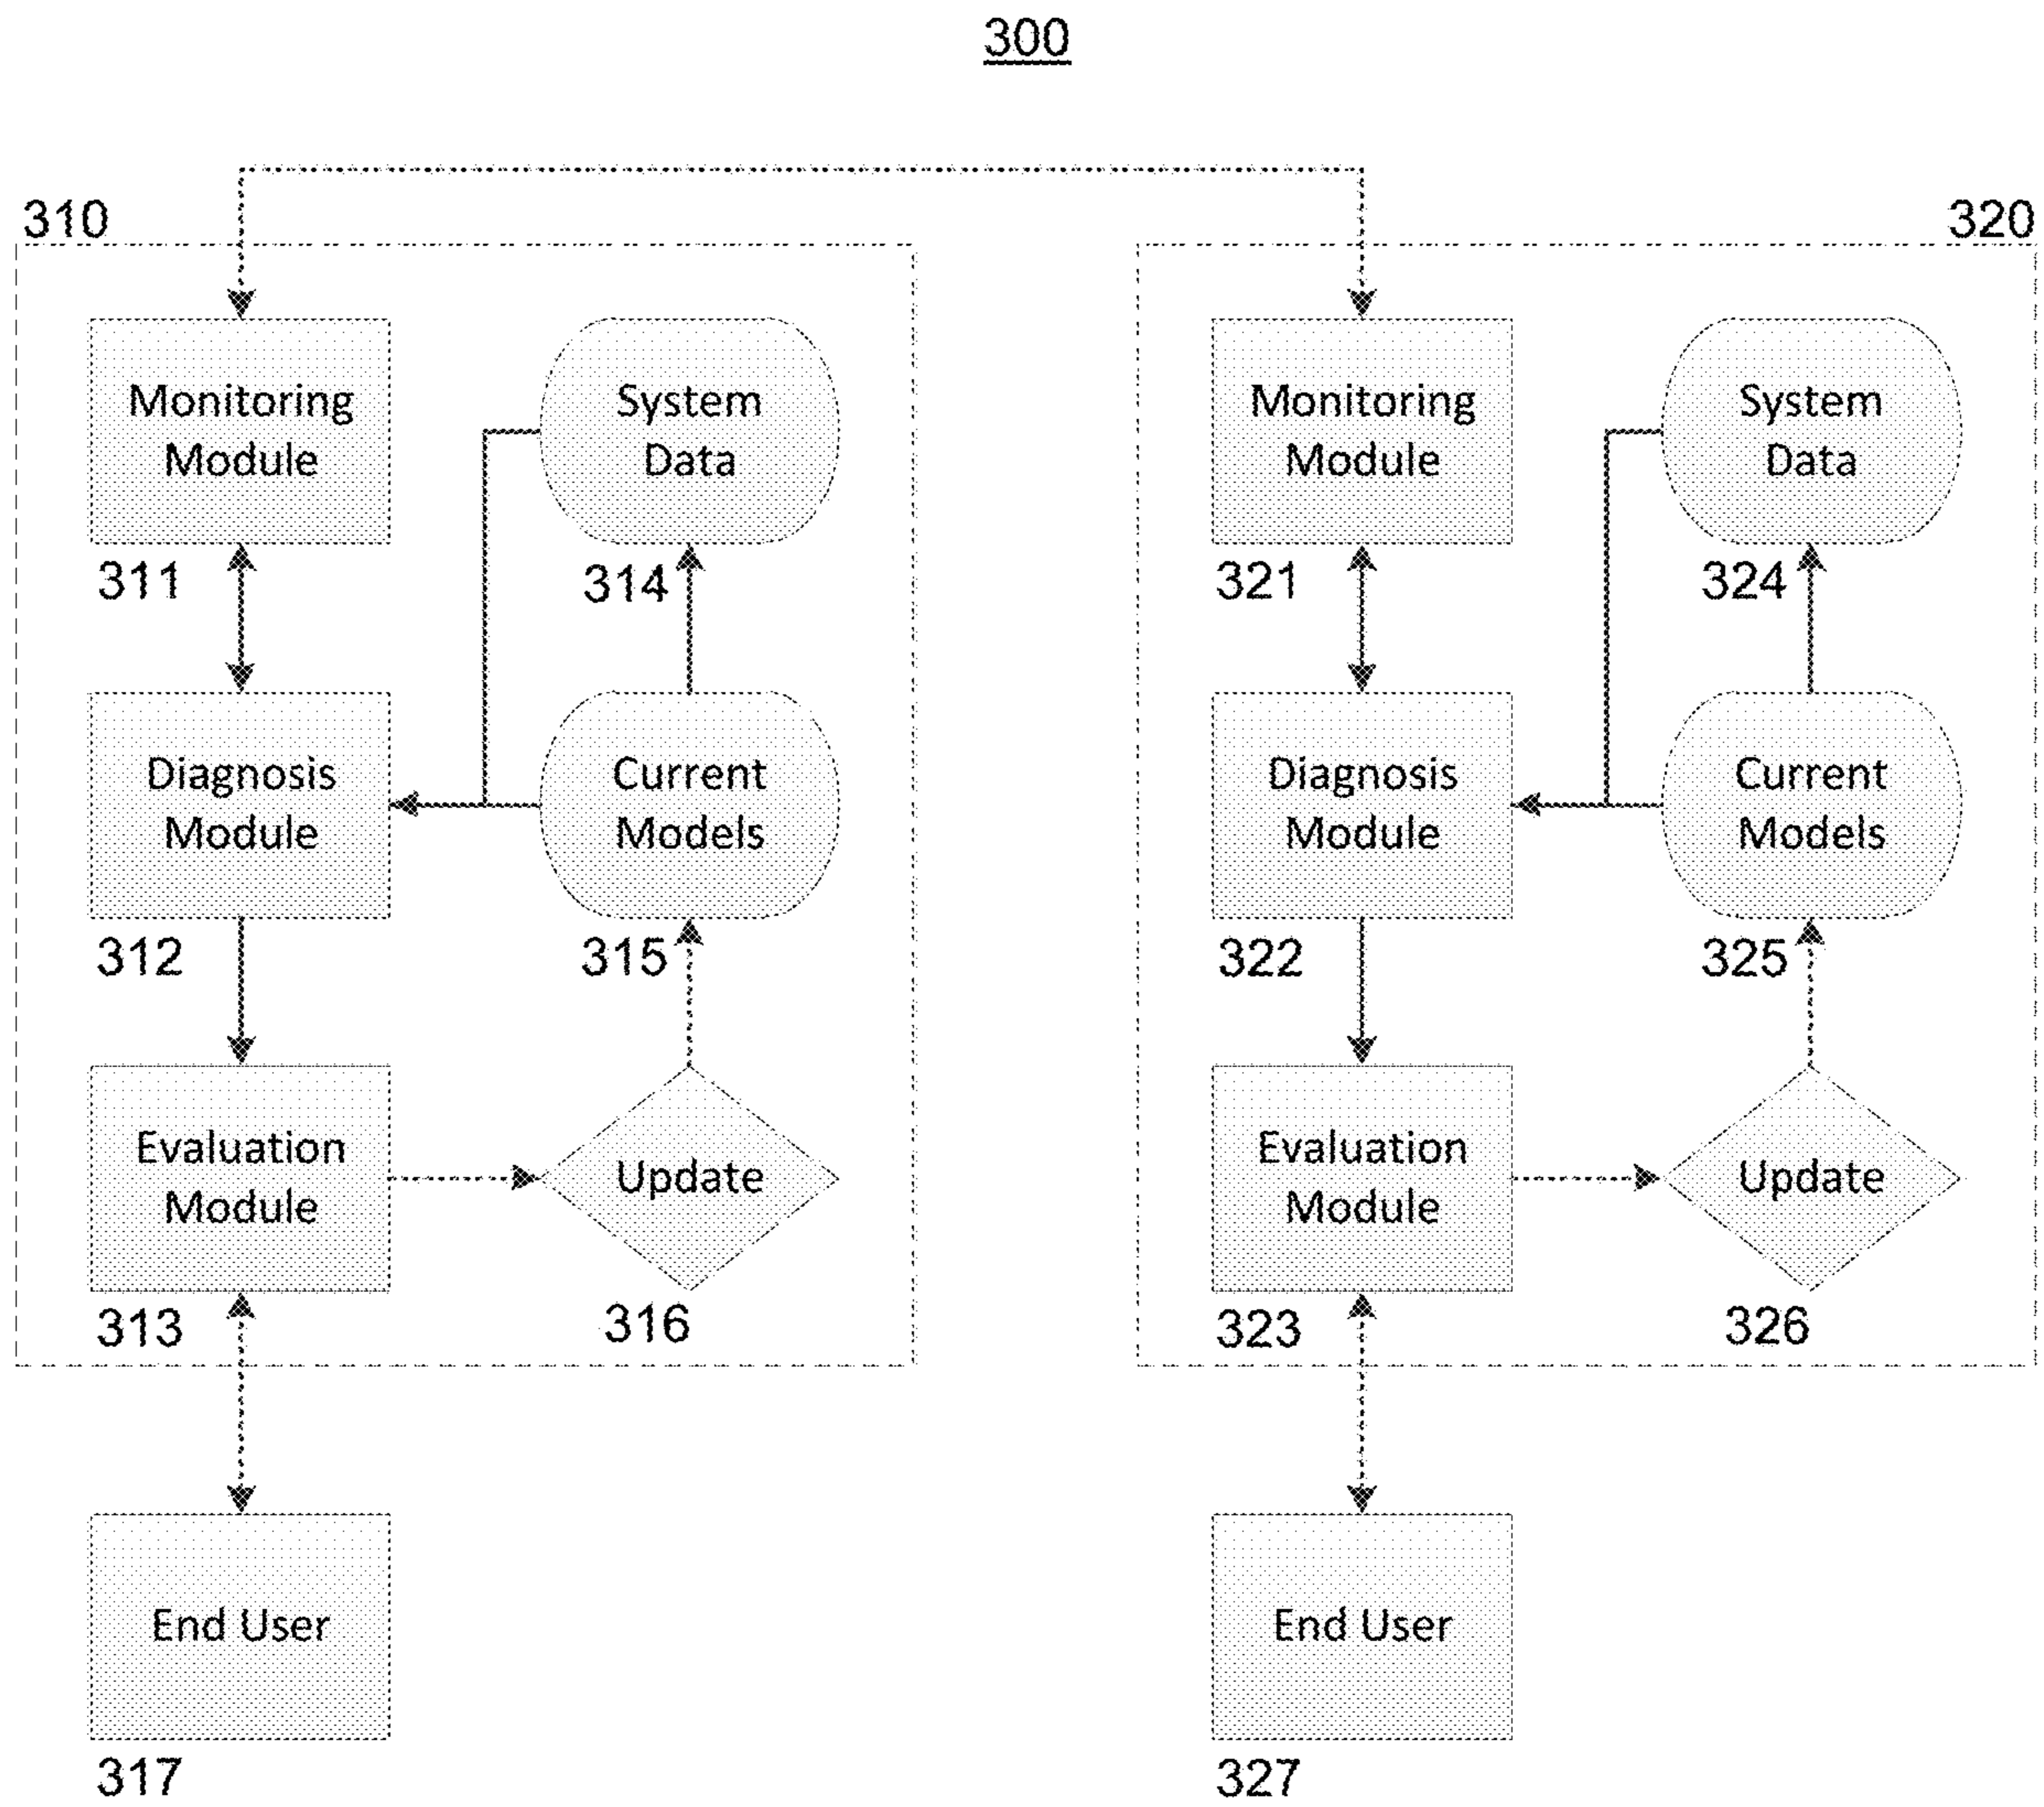 300
310
320
Monitoring
Module
311
System
Data
314
Diagnosis
Module
312
Current
Models
315
Evaluation
Module
313
Update
316
End User
317
Monitoring
Module
321
System
Data
324
Diagnosis
Module
322
Current
Models
325
Evaluation
Module
323
Update
326
End User
327